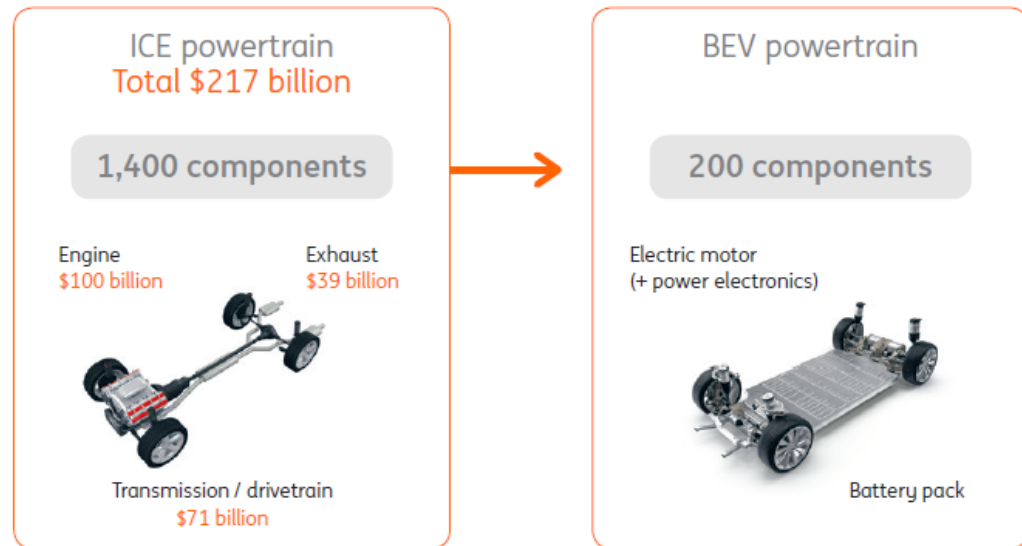 ICE powertrain
Total $217 billion
1,400 components
Engine
$100 billion
Exhaust
$39 billion
Transmission / drivetrain
$71 billion
BEV powertrain
200 components
Electric motor
(+ power electronics)
Battery pack